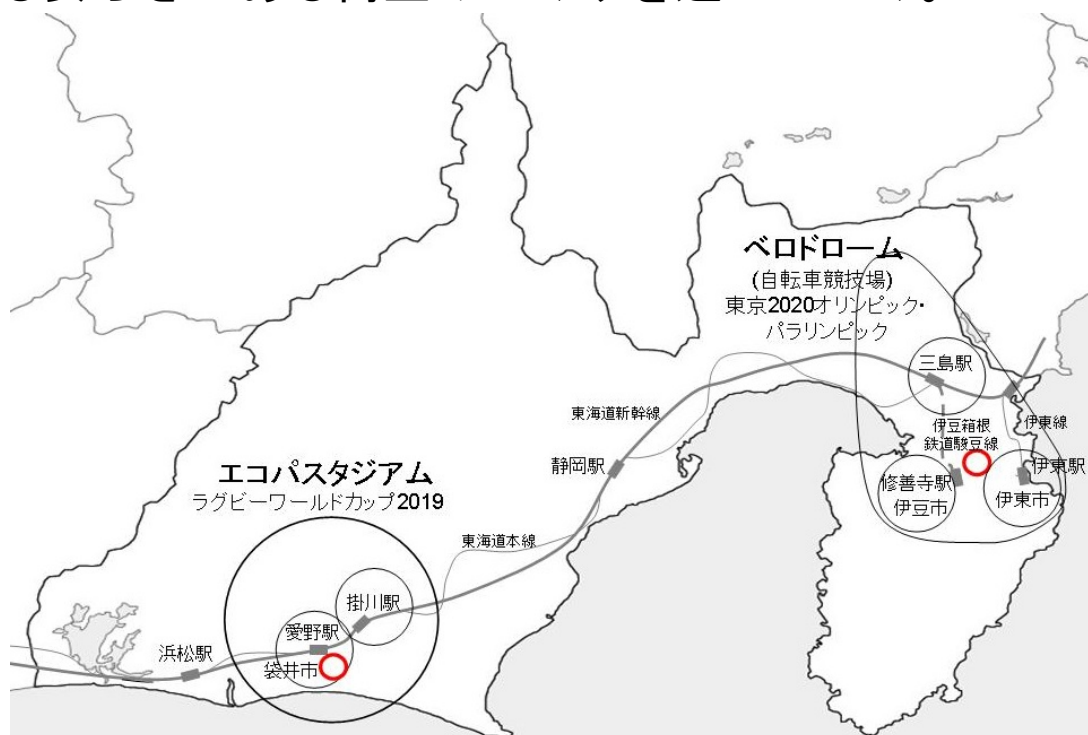 ベロドローム
(自転車競技場)
東京2020オリンピック・
パラリンピック
三島駅
東海道新幹線
伊豆箱根
鉄道駿豆線
伊東線
静岡駅
伊東駅
修善寺駅
伊豆市
伊東市
エコパスタジアム
ラグビーワールドカップ2019
東海道本線
掛川駅
愛野駅
浜松駅
袋井市